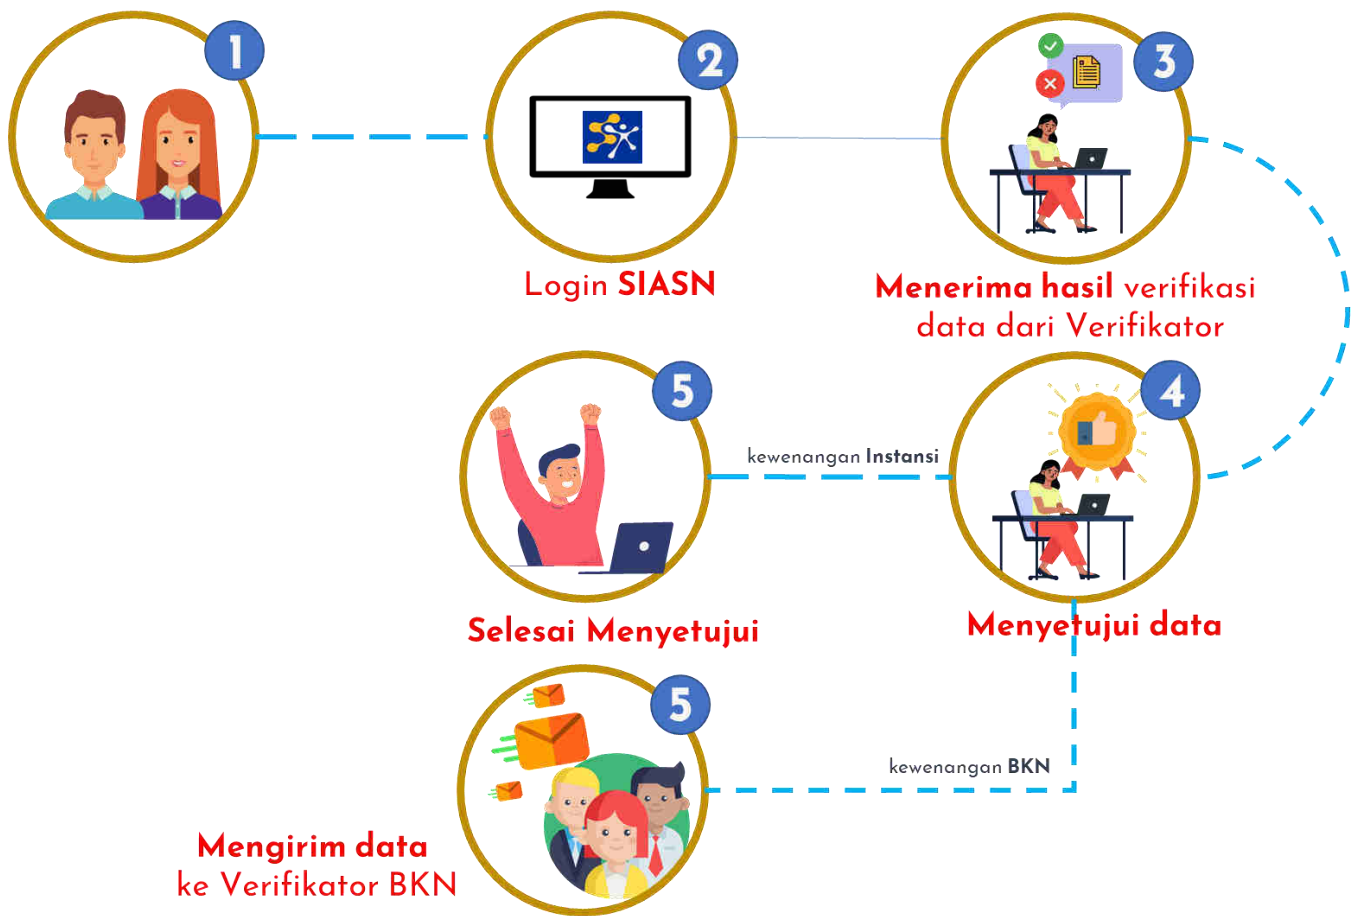 1
2
3
Login SIASN
Menerima hasil verifikasi
data dari Verifikator
4
Menyetujui data
kewenangan Instansi
5
Selesai Menyetujui
kewenangan BKN
5
Mengirim data
ke Verifikator BKN